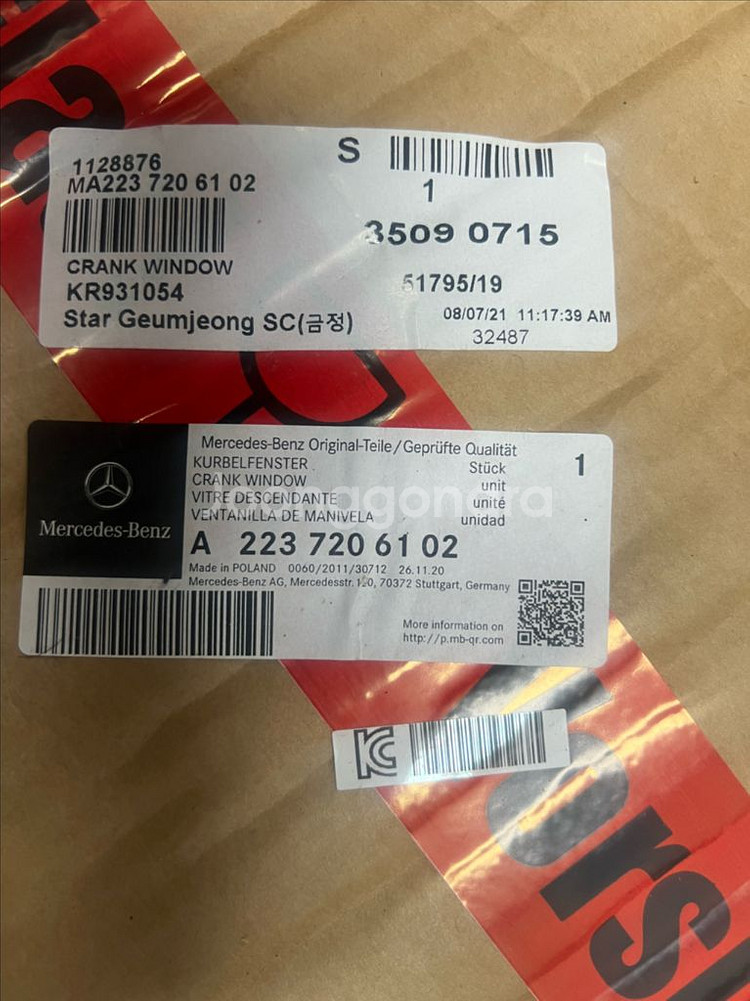 1128876
MA223 720 61 02
S
1
3509 0715
CRANK WINDOW
KR931054
51795/19
Star Geumjeong SC(금정)
08/07/21 11:17:39 AM
32487
Mercedes-Benz
Mercedes-Benz Original-Teile/Geprüfte Qualität
KURBELFENSTER Stück 1
CRANK WINDOW unit
VITRE DESCENDANTE unité
VENTANILLA DE MANIVELA unidad
A 223 720 61 02
Made in POLAND 0060/2011/30712 26.11.20
Mercedes-Benz AG, Mercedesstr. 120, 70372 Stuttgart, Germany
More information on
http://p.mb-qr.com
KC